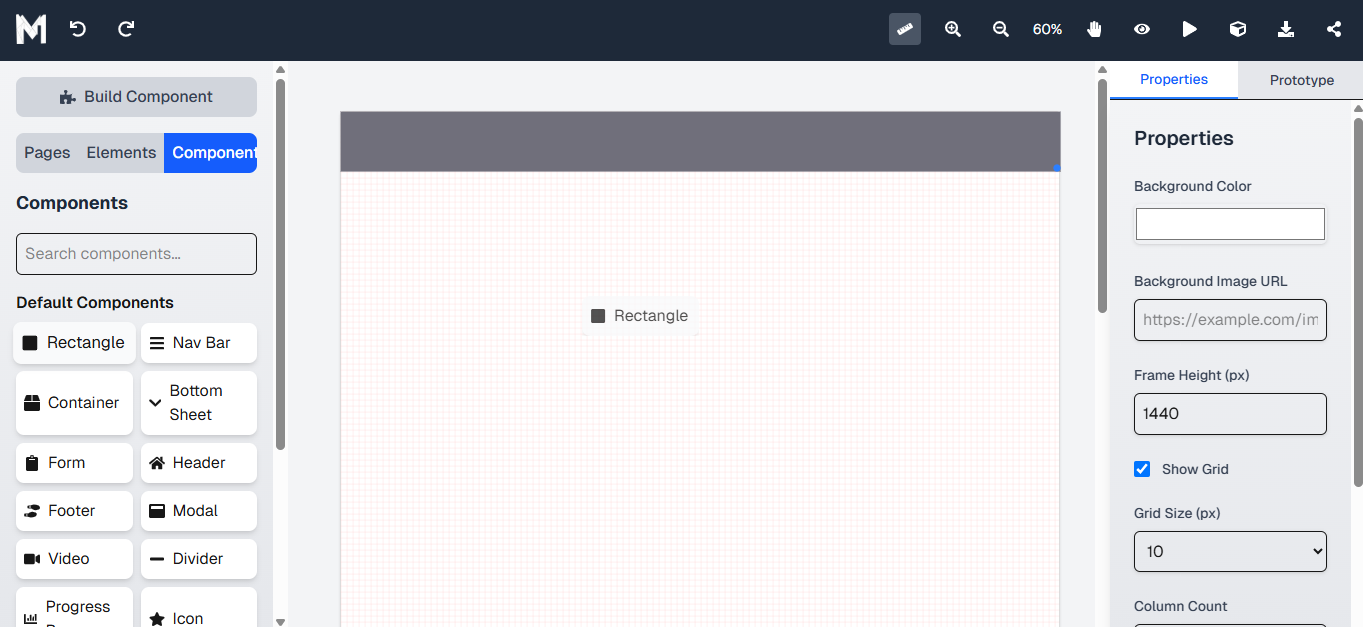 60%
Build Component
Pages Elements Component
Components
Search components...
Default Components
Rectangle Nav Bar
Container Bottom
Sheet
Form Header
Footer Modal
Video Divider
Progress
Icon
Rectangle
Properties Prototype
Properties
Background Color
Background Image URL
https://example.com/im
Frame Height (px)
1440
Show Grid
Grid Size (px)
10
Column Count